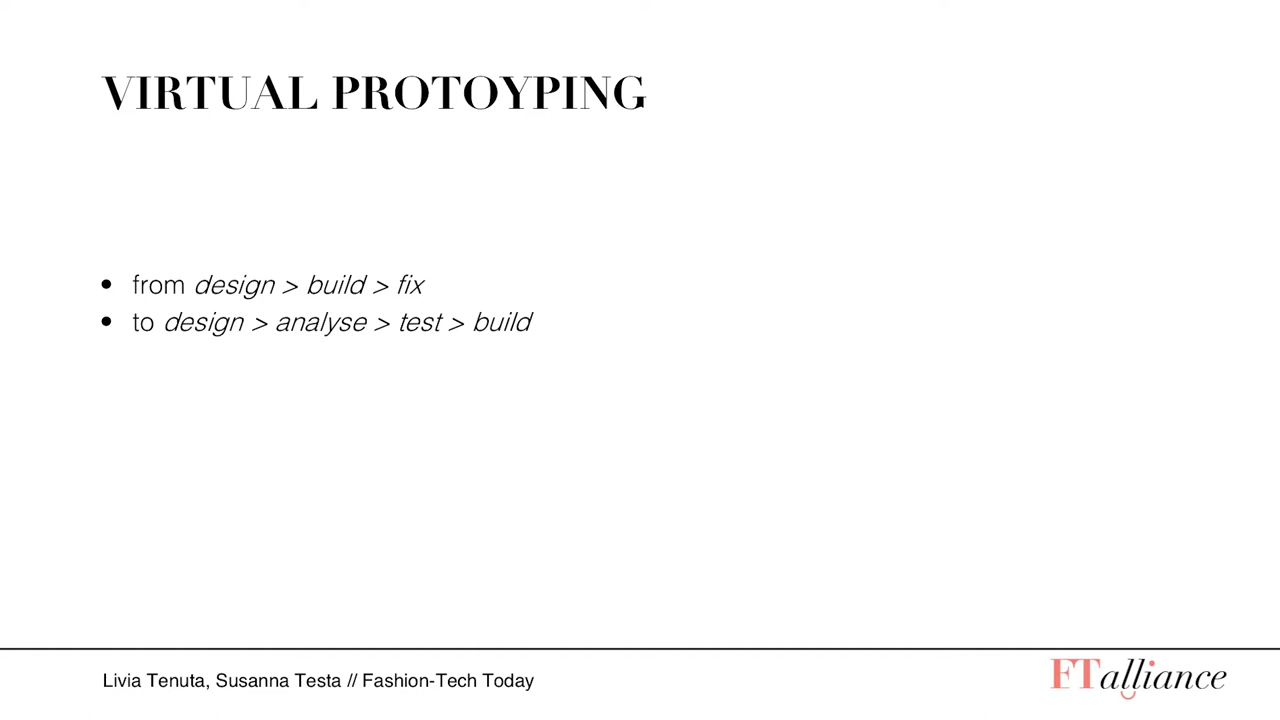 VIRTUAL PROTOYPING
• from design > build > fix
• to design > analyse > test > build
Livia Tenuta, Susanna Testa // Fashion-Tech Today
FTalliance